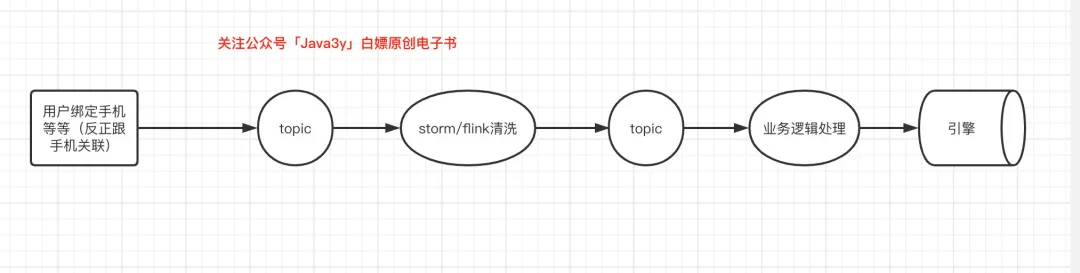 关注公众号「Java3y」白嫖原创电子书
用户绑定手机
等等（反正跟
手机关联）
topic
storm/flink清洗
topic
业务逻辑处理
引擎